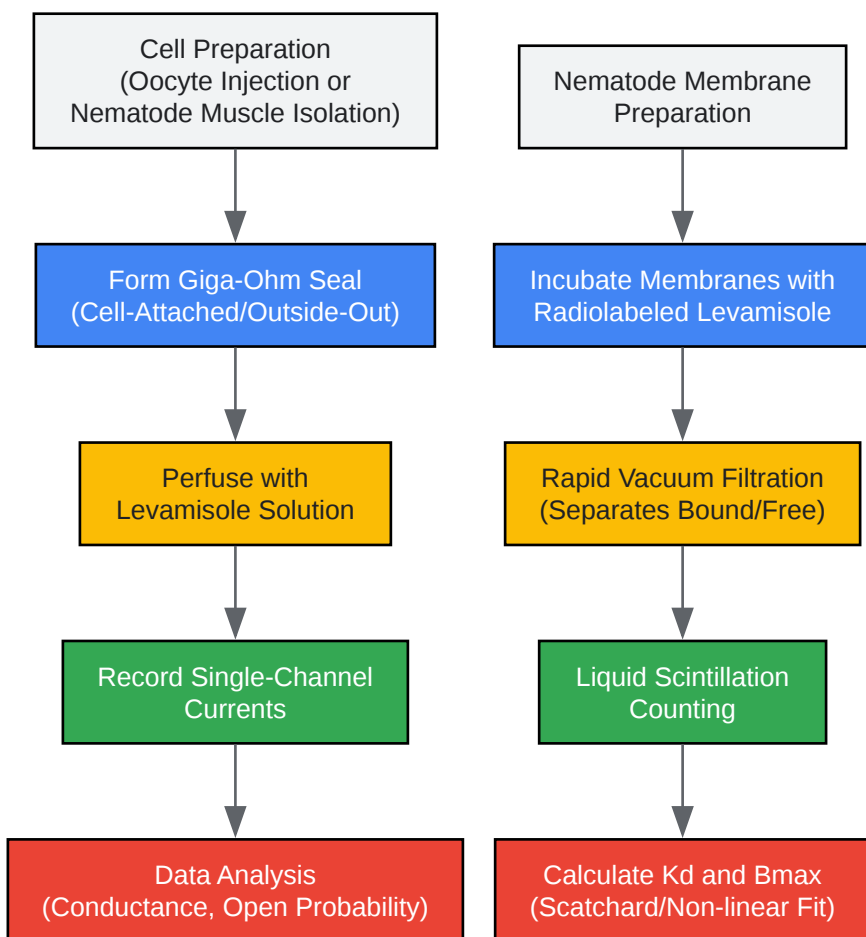 Cell Preparation
(Oocyte Injection or
Nematode Muscle Isolation)
Form Giga-Ohm Seal
(Cell-Attached/Outside-Out)
Perfuse with
Levamisole Solution
Record Single-Channel
Currents
Data Analysis
(Conductance, Open Probability)
Nematode Membrane
Preparation
Incubate Membranes with
Radiolabeled Levamisole
Rapid Vacuum Filtration
(Separates Bound/Free)
Liquid Scintillation
Counting
Calculate Kd and Bmax
(Scatchard/Non-linear Fit)